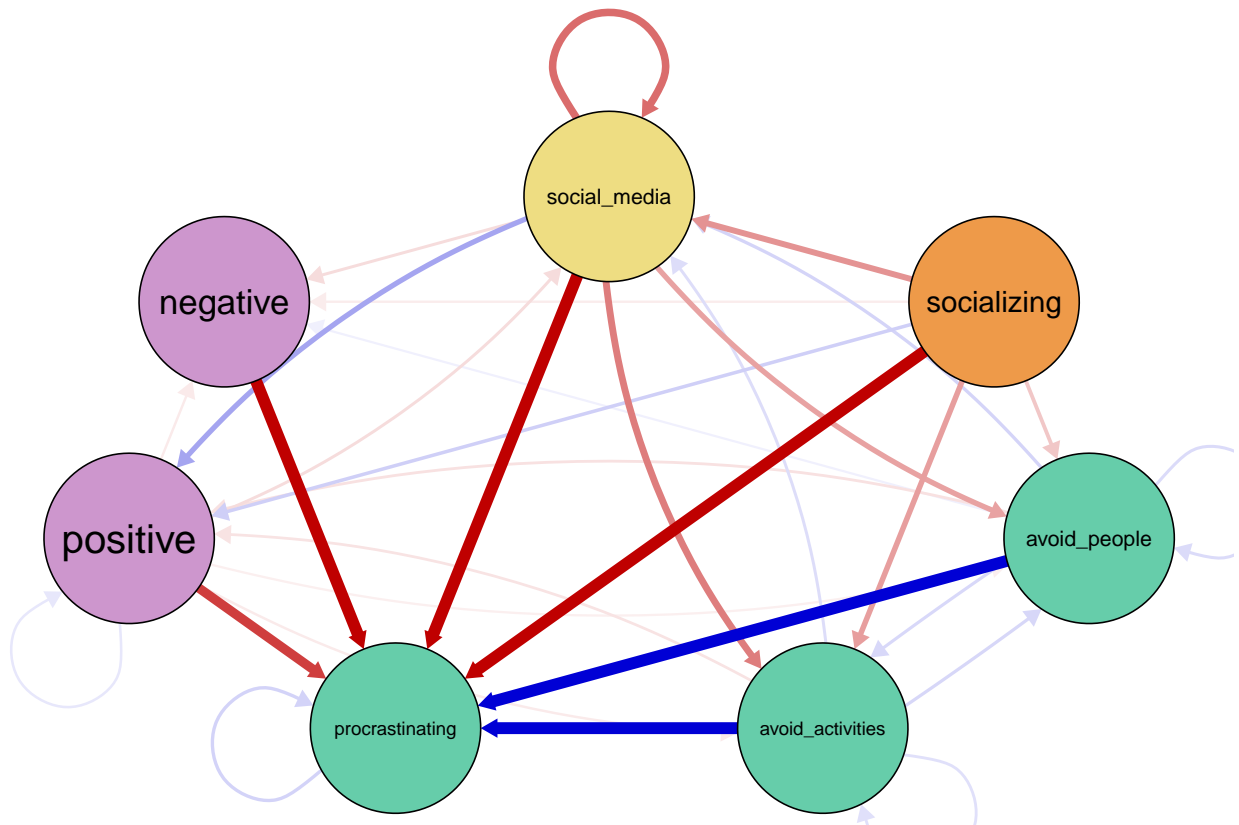 social_media
negative
socializing
positive
avoid_people
procrastinating
avoid_activities